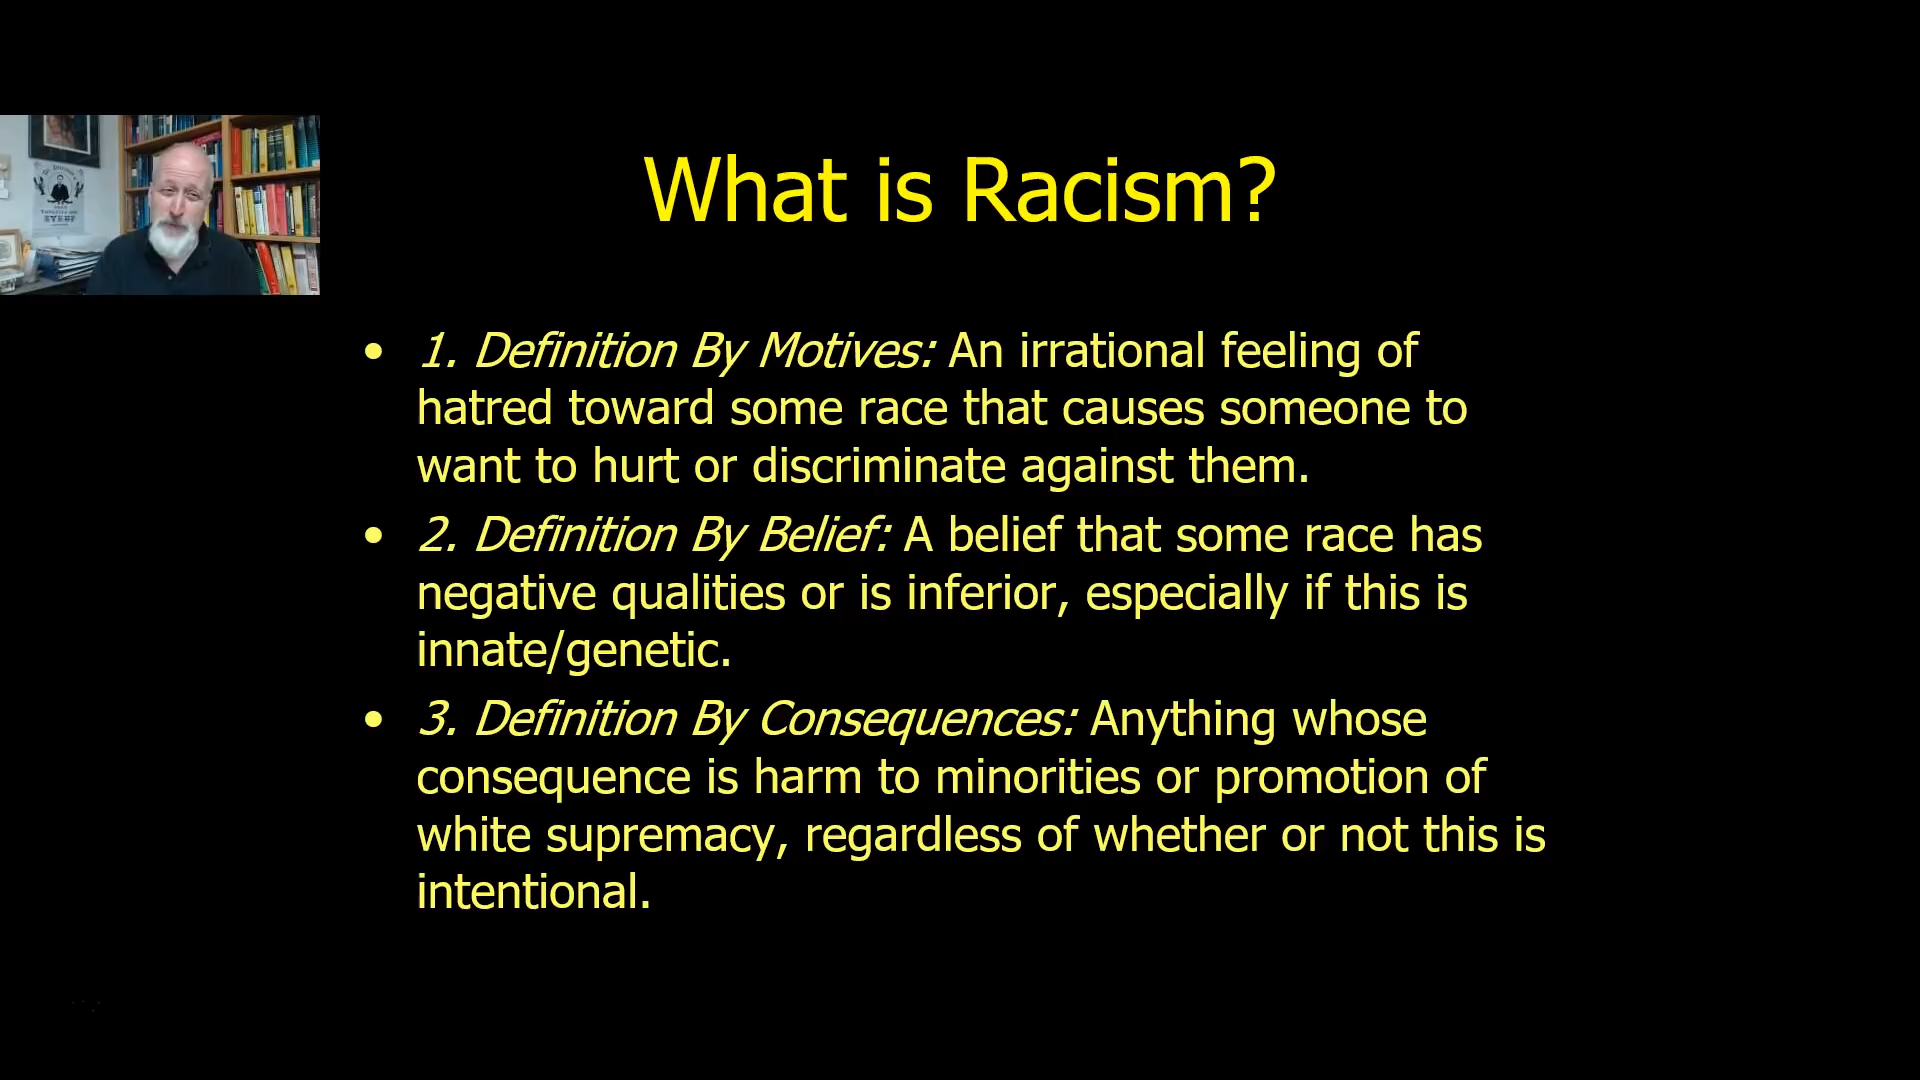 What is Racism?
• 1. Definition By Motives: An irrational feeling of
hatred toward some race that causes someone to
want to hurt or discriminate against them.
• 2. Definition By Belief: A belief that some race has
negative qualities or is inferior, especially if this is
innate/genetic.
• 3. Definition By Consequences: Anything whose
consequence is harm to minorities or promotion of
white supremacy, regardless of whether or not this is
intentional.